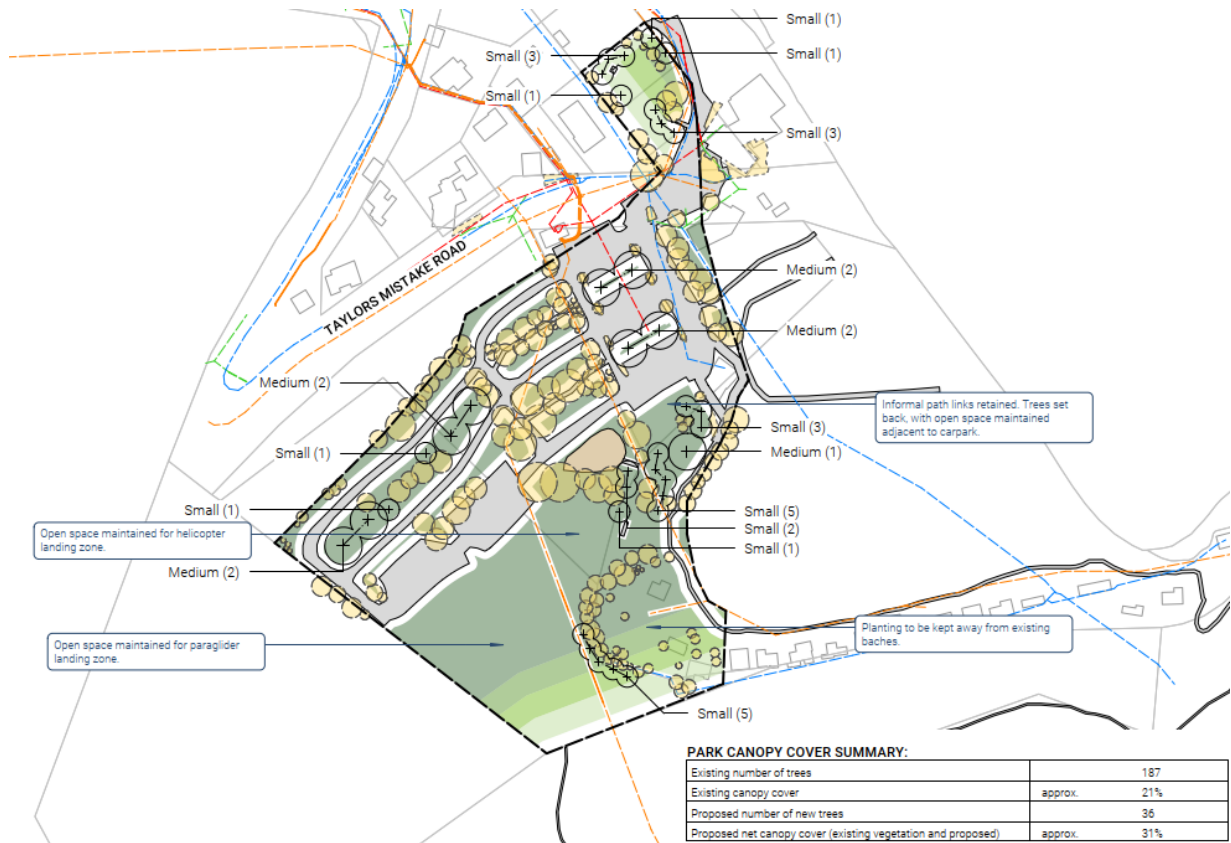 Small (1)
Small (3)
Small (1)
Small (1)
Small (3)
TAYLORS MISTAKE ROAD
Medium (2)
Medium (2)
Medium (2)
Informal path links retained. Trees set
back, with open space maintained
adjacent to carpark.
Small (3)
Small (1)
Medium (1)
Small (1)
Small (5)
Open space maintained for helicopter
landing zone.
Small (2)
Small (1)
Medium (2)
Open space maintained for paraglider
landing zone.
Planting to be kept away from existing
baches.
Small (5)
PARK CANOPY COVER SUMMARY:
Existing number of trees 187
Existing canopy cover approx. 21%
Proposed number of new trees 36
Proposed net canopy cover (existing vegetation and proposed) approx. 31%